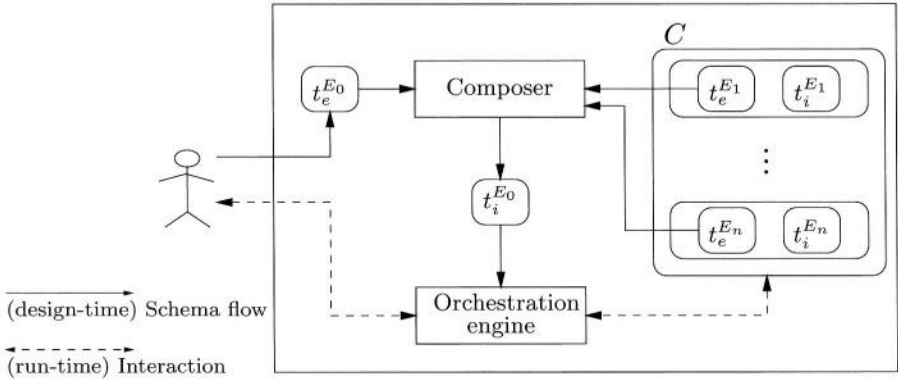 C
t_e^{E_0}
Composer
t_e^{E_1}
t_i^{E_1}
⋮
t_i^{E_0}
t_e^{E_n}
t_i^{E_n}
(design-time) Schema flow
Orchestration
engine
(run-time) Interaction